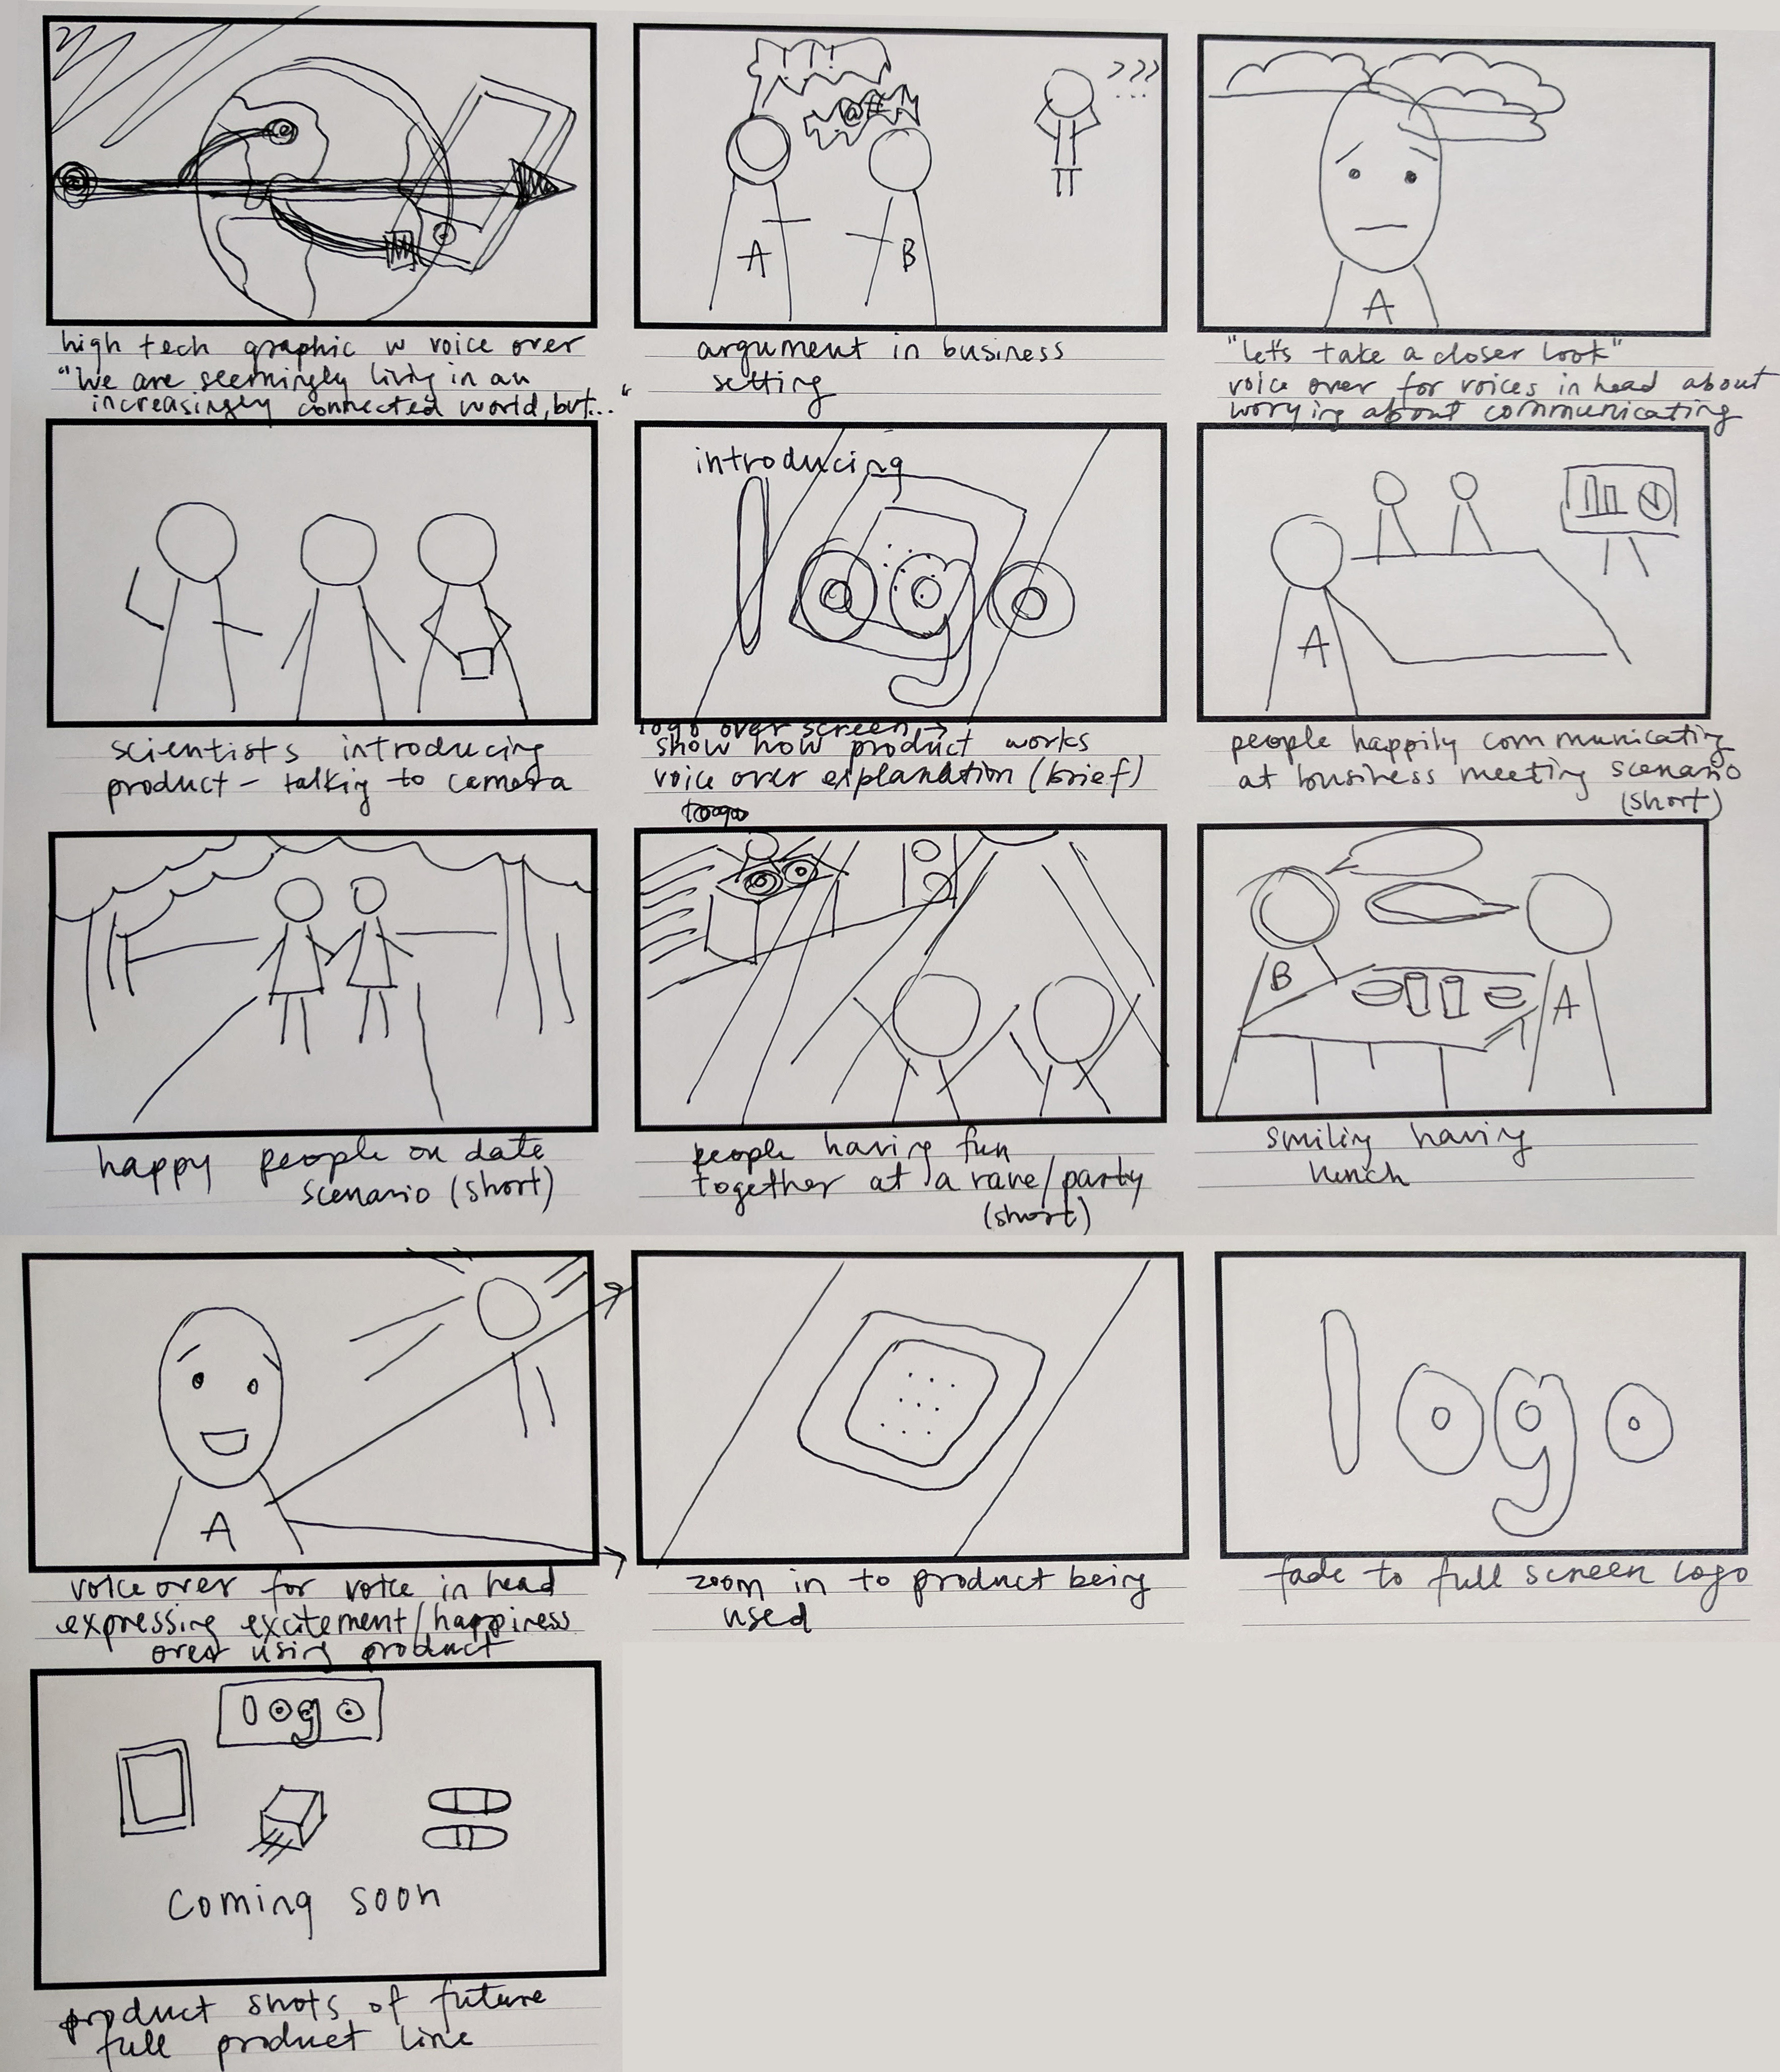 high tech graphic w voice over
"We are seemingly living in an
increasingly connected world, but..."
!!!
@#
???
...
A
B
argument in business
setting
A
"let's take a closer look"
voice over for voices in head about
worrying about communicating
scientists introducing
product - talking to camera
introducing
logo
logo over screen →
show how product works
voice over explanation (brief)
A
people happily communicating
at business meeting scenario
(short)
happy people on date
scenario (short)
people having fun
together at a rave/party
(short)
B
A
smiling having
lunch
A
voice over for voice in head
expressing excitement/happiness
over using product
zoom in to product being
used
logo
fade to full screen logo
logo
coming soon
product shots of future
full product line